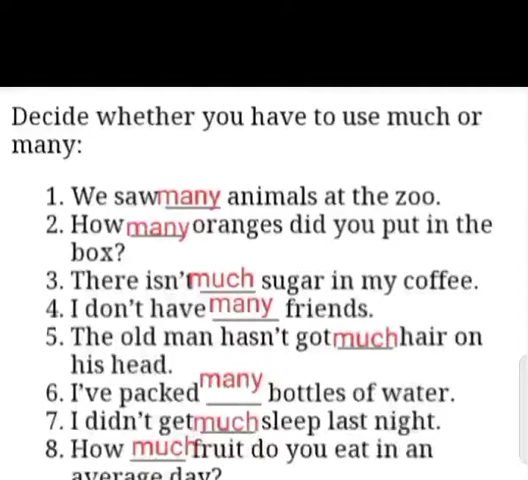 Decide whether you have to use much or
many:
1. We saw many animals at the zoo.
2. How many oranges did you put in the
box?
3. There isn't much sugar in my coffee.
4. I don't have many friends.
5. The old man hasn't got much hair on
his head.
6. I've packed many bottles of water.
7. I didn't get much sleep last night.
8. How much fruit do you eat in an
average day?